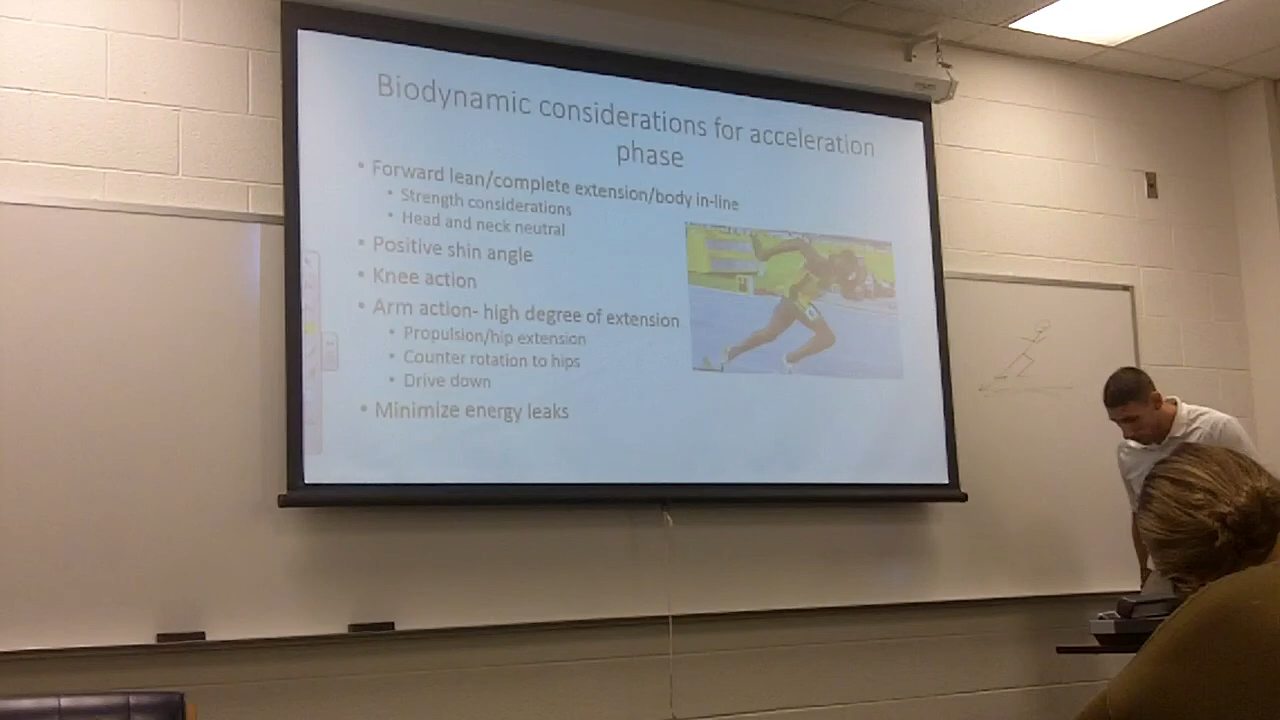 Biodynamic considerations for acceleration
phase
• Forward lean/complete extension/body in-line
• Strength considerations
• Head and neck neutral
• Positive shin angle
• Knee action
• Arm action- high degree of extension
• Propulsion/hip extension
• Counter rotation to hips
• Drive down
• Minimize energy leaks